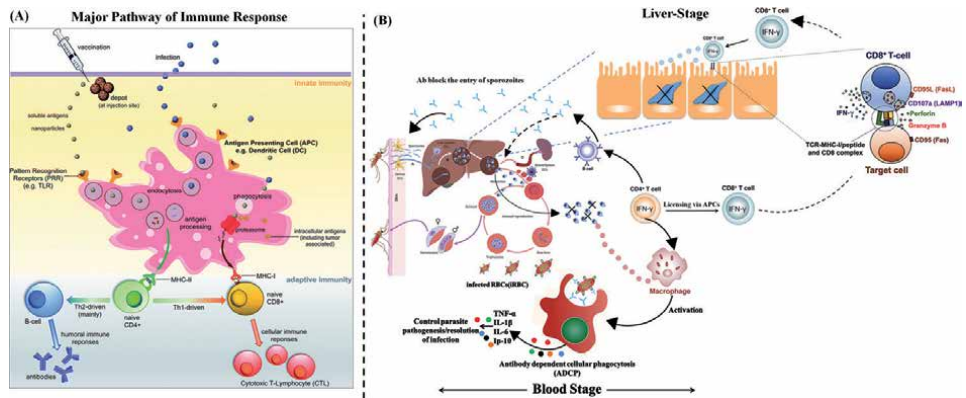 (A)
Major Pathway of Immune Response
vaccination
infection
innate immunity
depot
(at injection site)
soluble antigens
nanoparticles
Antigen Presenting Cell (APC)
e.g. Dendritic Cell (DC)
Pattern Recognition
Receptors (PRR)
(e.g. TLR)
endocytoses
phagocytosis
antigen
processing
proteasome
intracellular antigens
(including tumor
associated)
MHC-II
MHC-I
adaptive immunity
B-cell
Th2-driven
(mainly)
naive
CD4+
Th1-driven
naive
CD8+
humoral immune
reponses
antibodies
cellular immune
reponses
Cytotoxic T-Lymphocyte (CTL)
(B)
Liver-Stage
CD8+ T cell
IFN-γ
CD8+ T cell
IFN-γ
Ab block the entry of sporozoites
CD8+ T-cell
CD95L (FasL)
CD107a (LAMP1)
IFN-γ
Perforin
Granzyme B
CD95 (Fas)
TCR-MHC-I/peptide
and CD8 complex
Target cell
B cell
CD4+ T cell
IFN-γ
Licensing via APCs
CD8+ T cell
IFN-γ
infected RBCs(iRBC)
Macrophage
Activation
TNF-α
IL-1β
IL-6
Ip-10
Control parasite
pathogenesis/resolution
of infection
Antibody dependent cellular phagocytosis
(ADCP)
Blood Stage